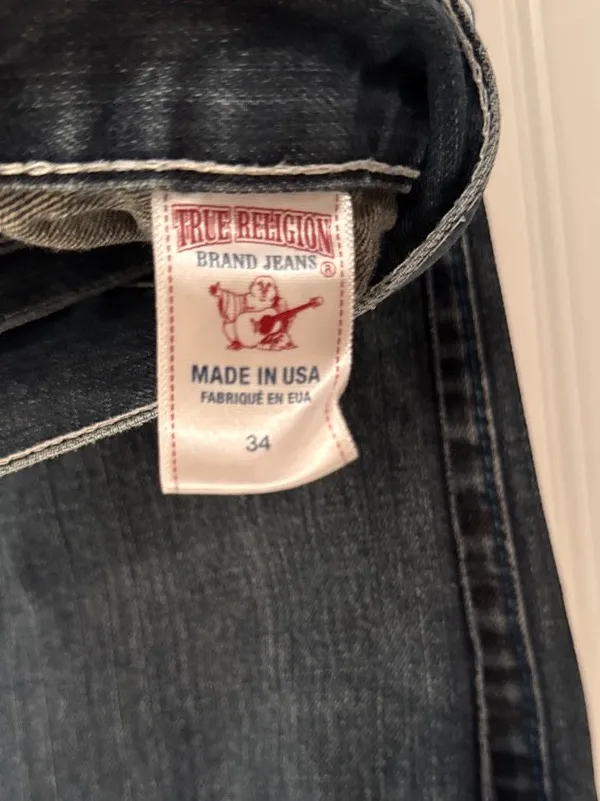 TRUE RELIGION
BRAND JEANS®
MADE IN USA
FABRIQUÉ EN EUA
34